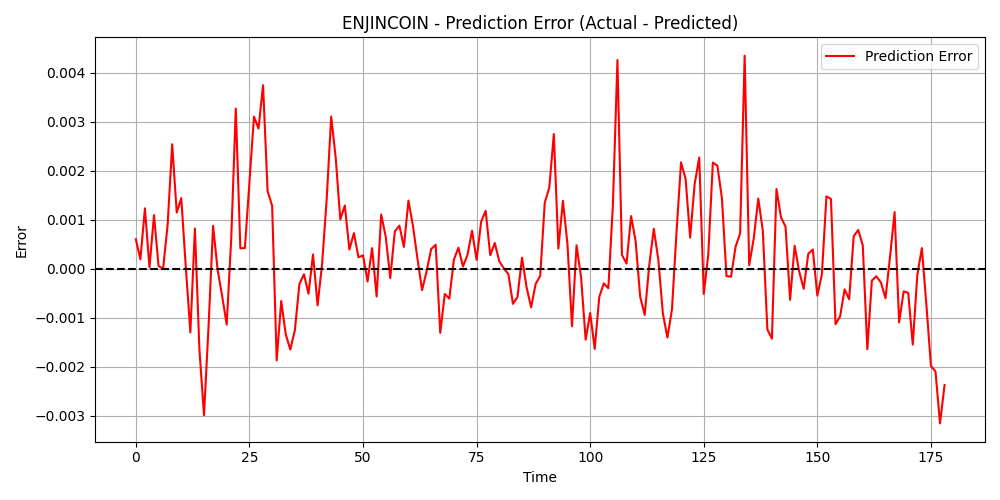 ENJINCOIN - Prediction Error (Actual - Predicted)
Prediction Error
Error
0.004
0.003
0.002
0.001
0.000
−0.001
−0.002
−0.003
0 25 50 75 100 125 150 175
Time